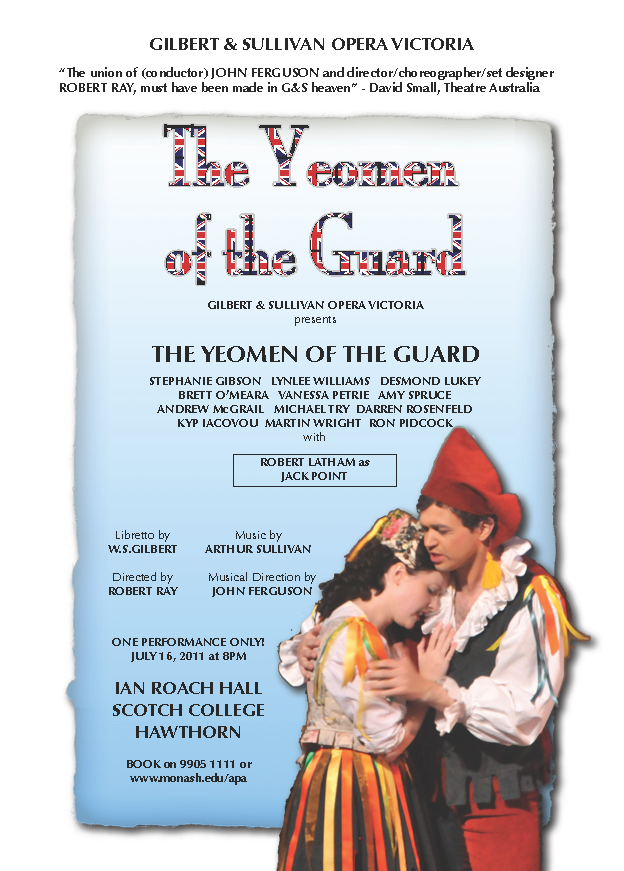 GILBERT & SULLIVAN OPERA VICTORIA
“The union of (conductor) JOHN FERGUSON and director/choreographer/set designer
ROBERT RAY, must have been made in G&S heaven” - David Small, Theatre Australia
The Yeomen
of the Guard
GILBERT & SULLIVAN OPERA VICTORIA
presents
THE YEOMEN OF THE GUARD
STEPHANIE GIBSON LYNLEE WILLIAMS DESMOND LUKEY
BRETT O’MEARA VANESSA PETRIE AMY SPRUCE
ANDREW McGRAIL MICHAEL TRY DARREN ROSENFELD
KYP IACOVOU MARTIN WRIGHT RON PIDCOCK
with
ROBERT LATHAM as
JACK POINT
Libretto by
W.S.GILBERT
Music by
ARTHUR SULLIVAN
Directed by
ROBERT RAY
Musical Direction by
JOHN FERGUSON
ONE PERFORMANCE ONLY!
JULY 16, 2011 at 8PM
IAN ROACH HALL
SCOTCH COLLEGE
HAWTHORN
BOOK on 9905 1111 or
www.monash.edu/apa